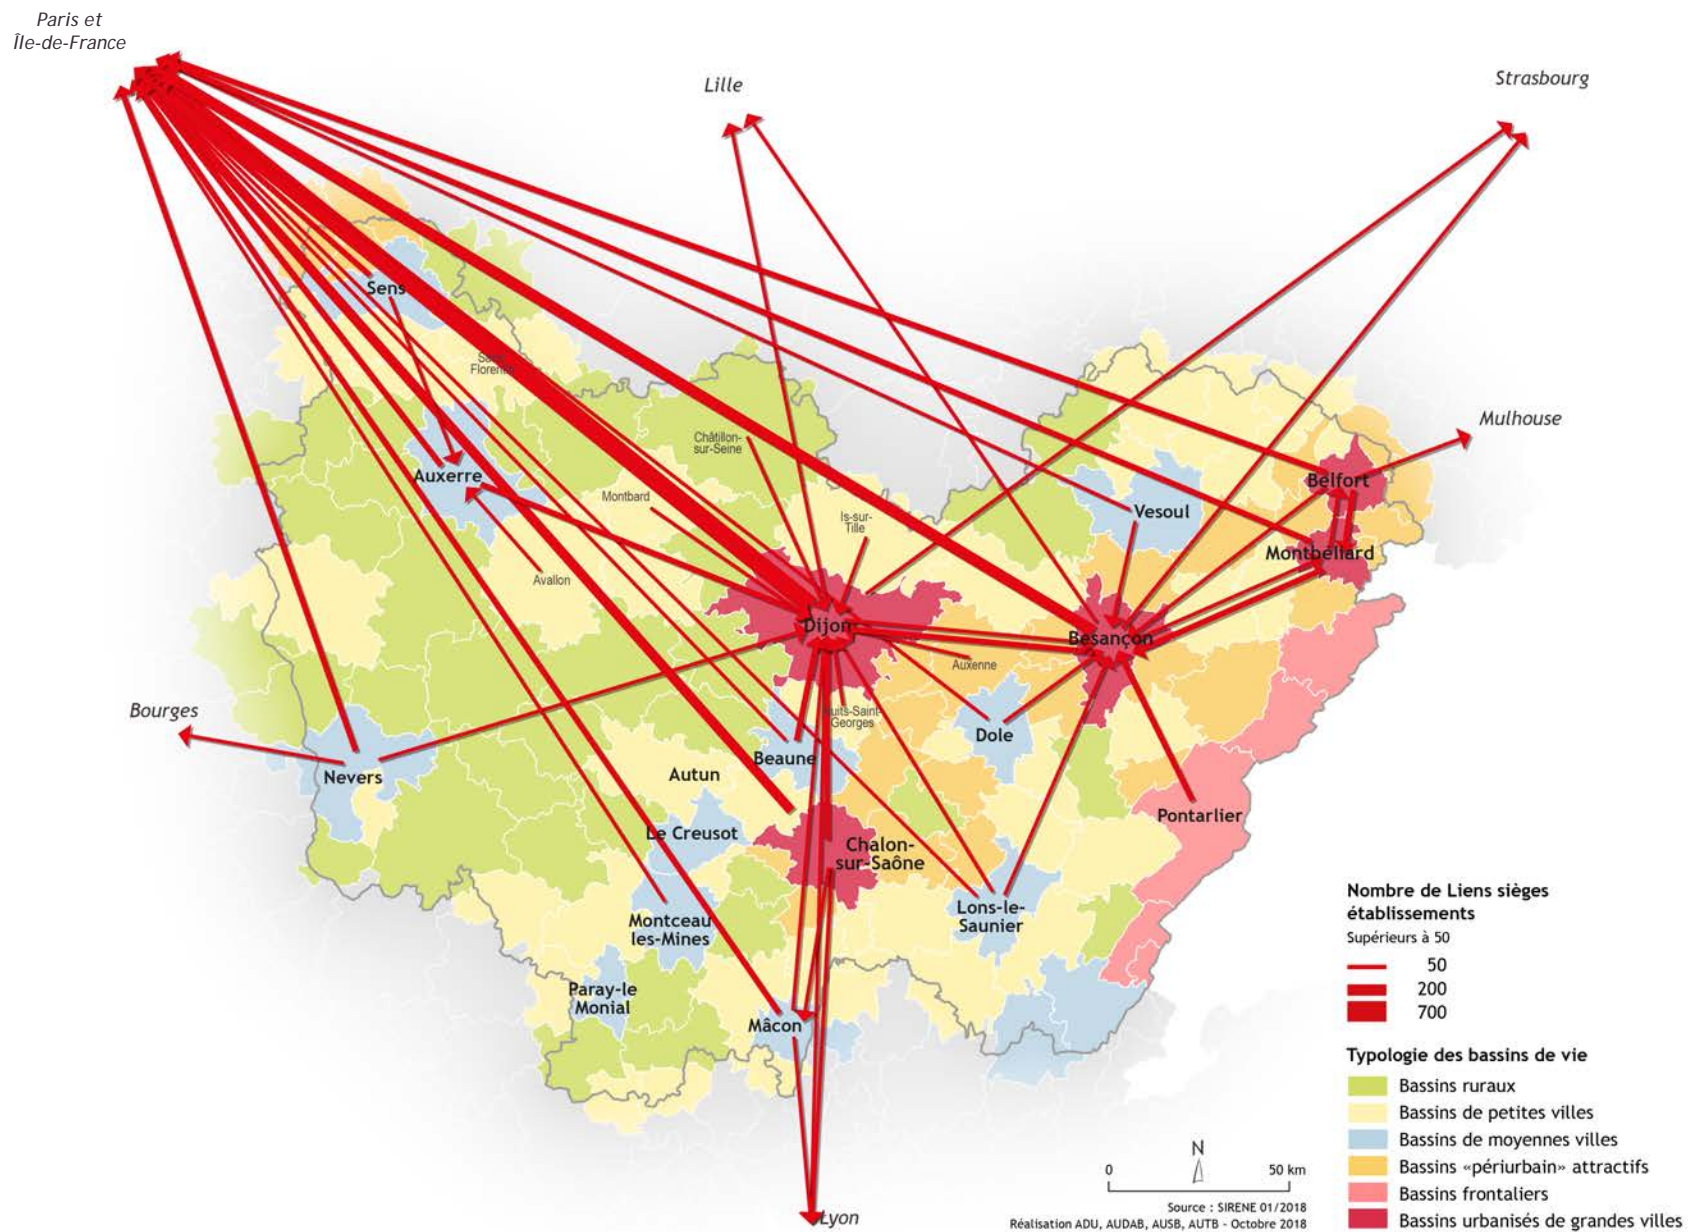 Paris et
Île-de-France
Lille
Strasbourg
Sens
Florentin
Mulhouse
Châtillon-
sur-Seine
Auxerre
Belfort
Montbard
Vesoul
Is-sur-
Tille
Montbéliard
Avallon
Dijon
Besançon
Auxenne
Bourges
uits-Saint-
Georges
Dole
Nevers
Beaune
Autun
Pontarlier
Le Creusot
Chalon-
sur-Saône
Lons-le-
Saunier
Montceau
les-Mines
Paray-le
Monial
Mâcon
Lyon
Nombre de Liens sièges
établissements
Supérieurs à 50
50
200
700
Typologie des bassins de vie
Bassins ruraux
Bassins de petites villes
Bassins de moyennes villes
Bassins «périurbain» attractifs
Bassins frontaliers
Bassins urbanisés de grandes villes
N
0 50 km
Source : SIRENE 01/2018
Réalisation ADU, AUDAB, AUSB, AUTB - Octobre 2018